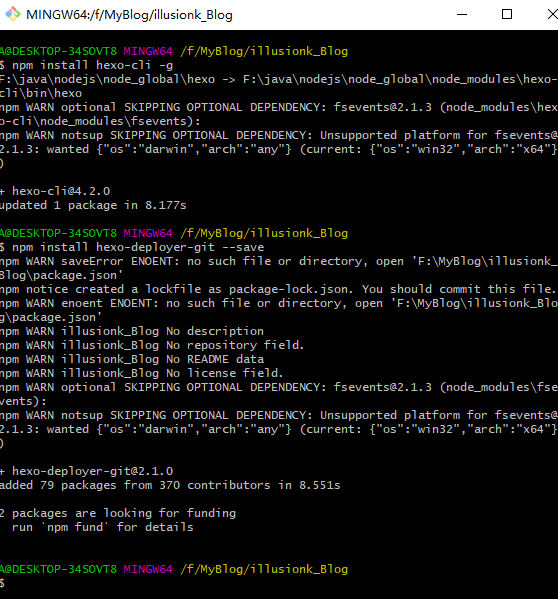 MINGW64:/f/MyBlog/illusionk_Blog
A@DESKTOP-34SOVT8 MINGW64 /f/MyBlog/illusionk_Blog
$ npm install hexo-cli -g
F:\java\nodejs\node_global\hexo -> F:\java\nodejs\node_global\node_modules\hexo-
cli\bin\hexo
npm WARN optional SKIPPING OPTIONAL DEPENDENCY: fsevents@2.1.3 (node_modules\hex
o-cli\node_modules\fsevents):
npm WARN notsup SKIPPING OPTIONAL DEPENDENCY: Unsupported platform for fsevents@
2.1.3: wanted {"os":"darwin","arch":"any"} (current: {"os":"win32","arch":"x64"}
)
+ hexo-cli@4.2.0
updated 1 package in 8.177s
A@DESKTOP-34SOVT8 MINGW64 /f/MyBlog/illusionk_Blog
$ npm install hexo-deployer-git --save
npm WARN saveError ENOENT: no such file or directory, open 'F:\MyBlog\illusionk_
Blog\package.json'
npm notice created a lockfile as package-lock.json. You should commit this file.
npm WARN enoent ENOENT: no such file or directory, open 'F:\MyBlog\illusionk_Blo
g\package.json'
npm WARN illusionk_Blog No description
npm WARN illusionk_Blog No repository field.
npm WARN illusionk_Blog No README data
npm WARN illusionk_Blog No license field.
npm WARN optional SKIPPING OPTIONAL DEPENDENCY: fsevents@2.1.3 (node_modules\fse
vents):
npm WARN notsup SKIPPING OPTIONAL DEPENDENCY: Unsupported platform for fsevents@
2.1.3: wanted {"os":"darwin","arch":"any"} (current: {"os":"win32","arch":"x64"}
)
+ hexo-deployer-git@2.1.0
added 79 packages from 370 contributors in 8.551s
2 packages are looking for funding
  run `npm fund` for details
A@DESKTOP-34SOVT8 MINGW64 /f/MyBlog/illusionk_Blog
$